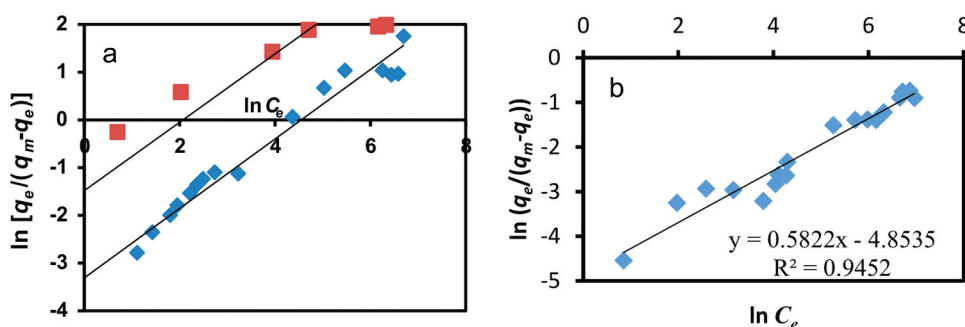 a
ln [qe/( qm-qe)]
2
1
0
-1
-2
-3
-4
0
2
4
6
8
ln Ce
b
ln (qe/(qm-qe))
0
2
4
6
8
0
-1
-2
-3
-4
-5
y = 0.5822x - 4.8535
R² = 0.9452
ln Ce